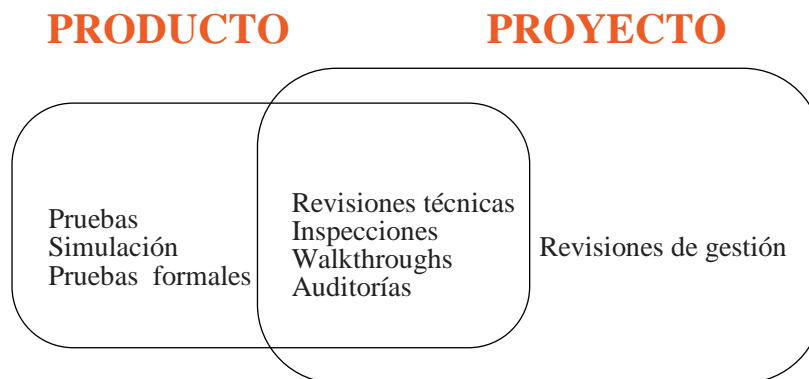 PRODUCTO
PROYECTO
Pruebas
Simulación
Pruebas formales
Revisiones técnicas
Inspecciones
Walkthroughs
Auditorías
Revisiones de gestión